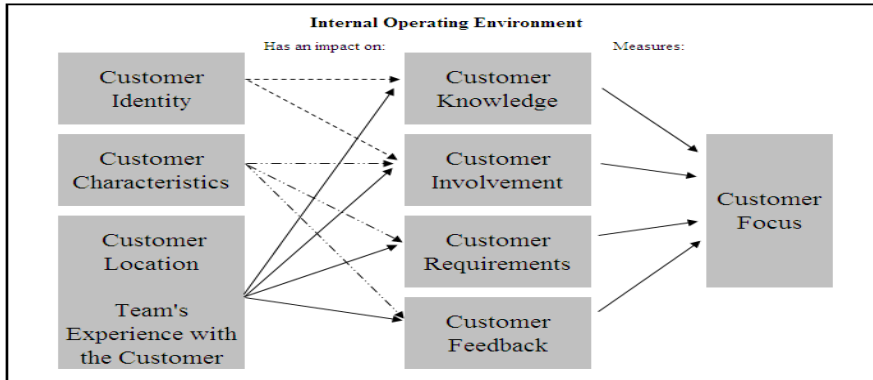 Internal Operating Environment
Has an impact on:
Measures:
Customer
Identity
Customer
Characteristics
Customer
Location
Team's
Experience with
the Customer
Customer
Knowledge
Customer
Involvement
Customer
Requirements
Customer
Feedback
Customer
Focus